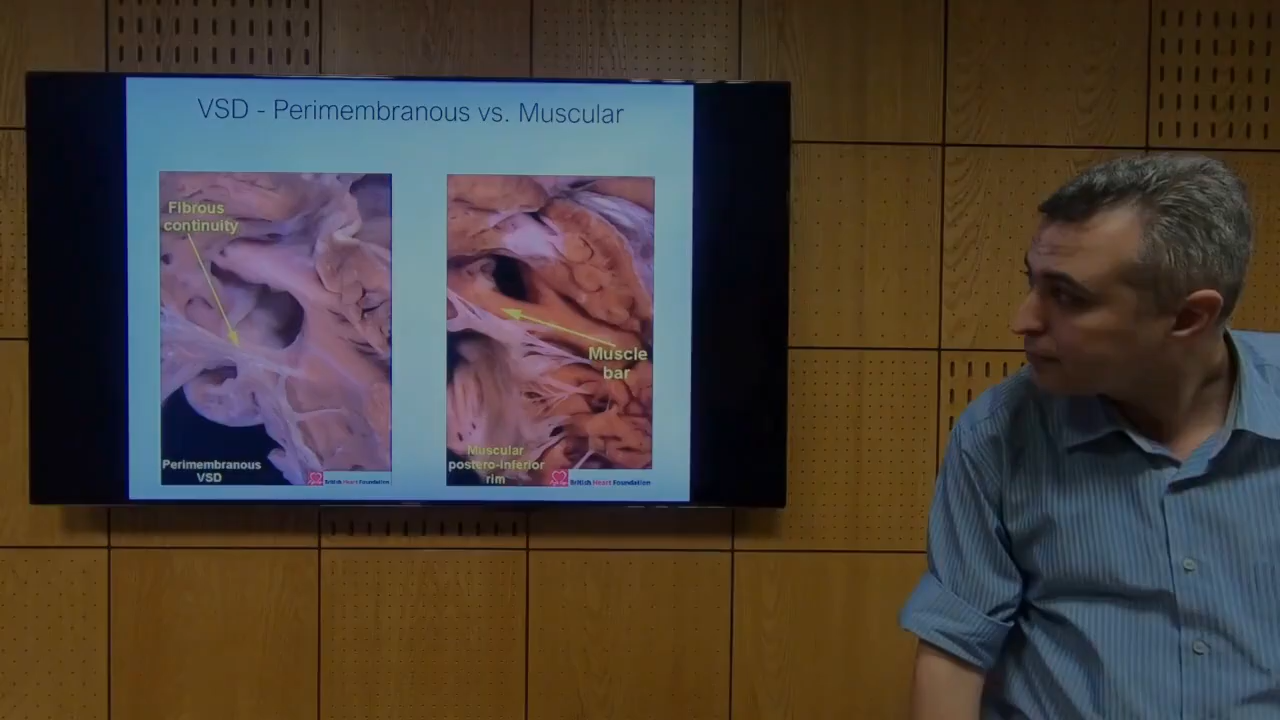 VSD - Perimembranous vs. Muscular
Fibrous
continuity
Perimembranous
VSD
British Heart Foundation
Muscle
bar
Muscular
postero-inferior
rim
British Heart Foundation